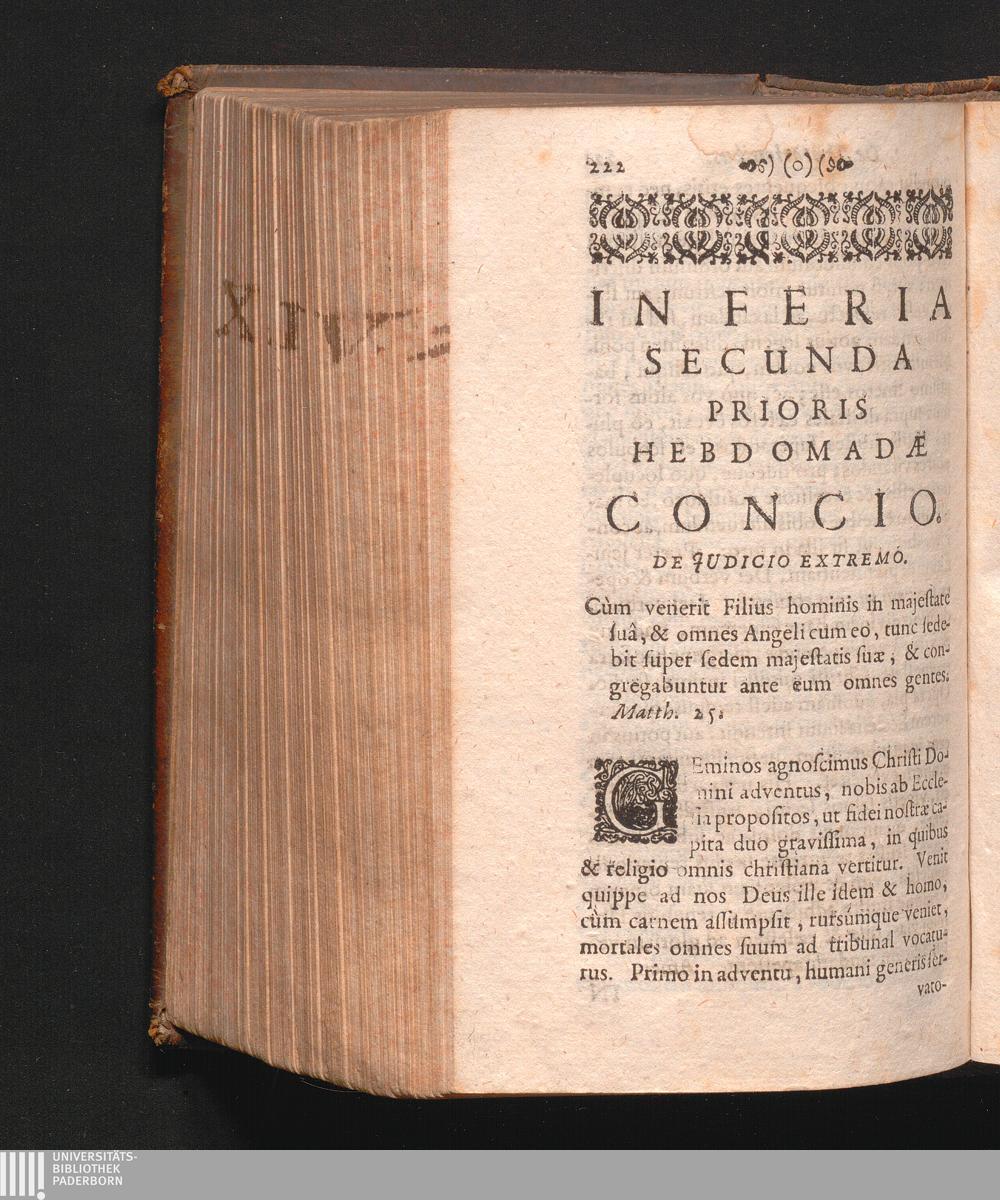 222 (0)
IN FERIA
SECUNDA
PRIORIS
HEBDOMADÆ
CONCIO.
DE JUDICIO EXTREMO.
Cùm venerit Filius hominis in majeſtate
ſuâ, & omnes Angeli cum eo, tunc ſede-
bit ſuper ſedem majeſtatis ſuæ, & con-
gregabuntur ante eum omnes gentes.
Matth. 25.
GEminos agnoſcimus Chriſti Do-
mini adventus, nobis ab Eccle-
ſia propoſitos, ut fidei noſtræ ca-
pita duo graviſſima, in quibus
& religio omnis chriſtiana vertitur. Venit
quippe ad nos Deus ille idem & homo,
cùm carnem aſſumpſit, rurſúmque veniet,
mortales omnes ſuum ad tribunal vocatu-
rus. Primo in adventu, humani generis ſer-
vato-
UNIVERSITÄTS-
BIBLIOTHEK
PADERBORN